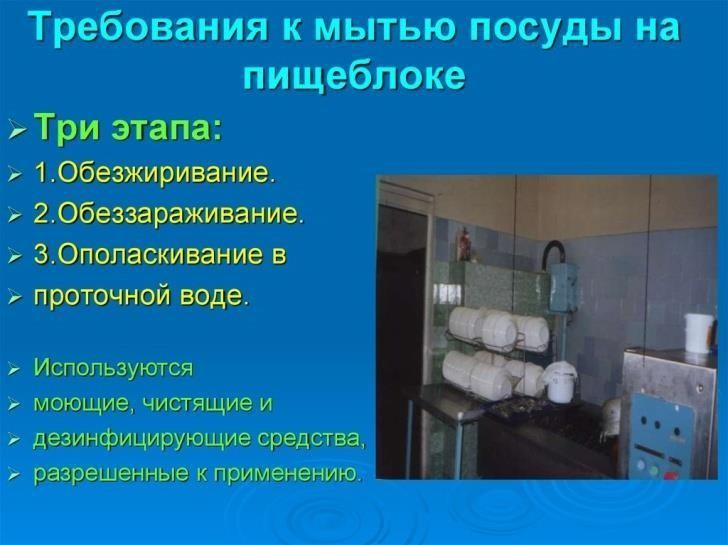 Требования к мытью посуды на
пищеблоке
Три этапа:
1.Обезжиривание.
2.Обеззараживание.
3.Ополаскивание в
проточной воде.
Используются
моющие, чистящие и
дезинфицирующие средства,
разрешенные к применению.